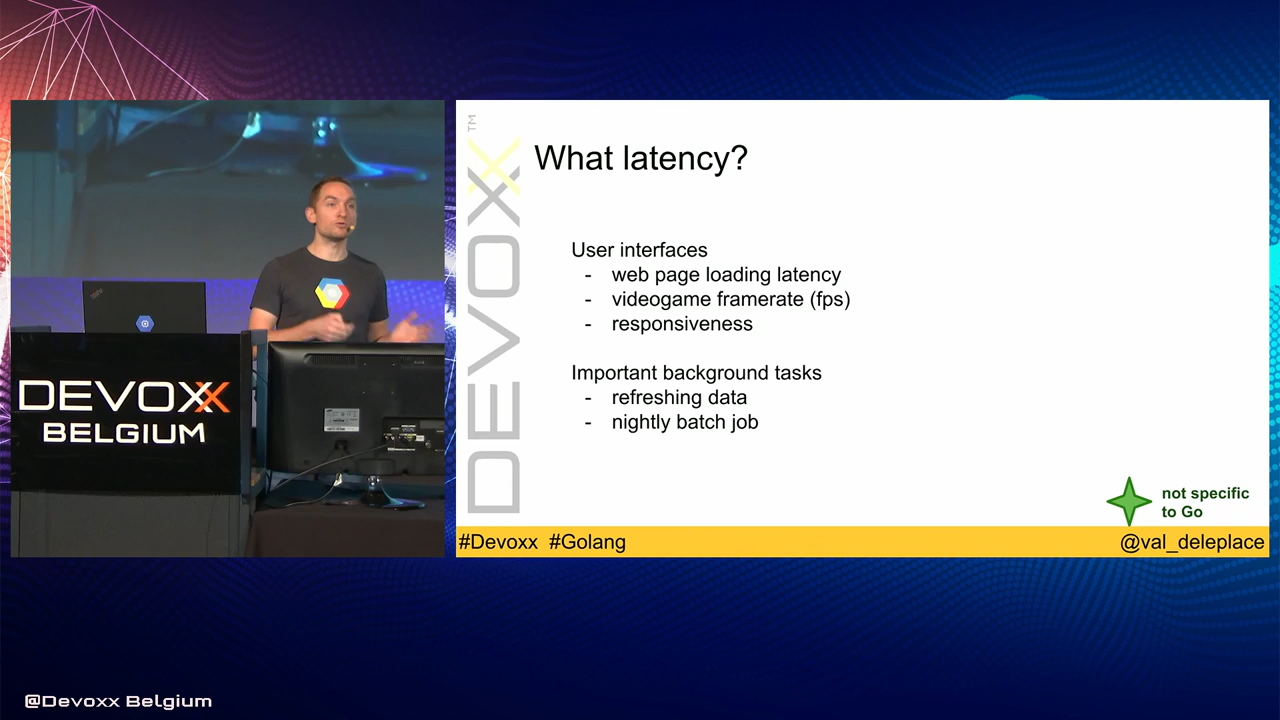 DEVOXX
BELGIUM
DEVOXX™
What latency?
User interfaces
- web page loading latency
- videogame framerate (fps)
- responsiveness
Important background tasks
- refreshing data
- nightly batch job
not specific
to Go
#Devoxx #Golang
@val_deleplace
@Devoxx Belgium